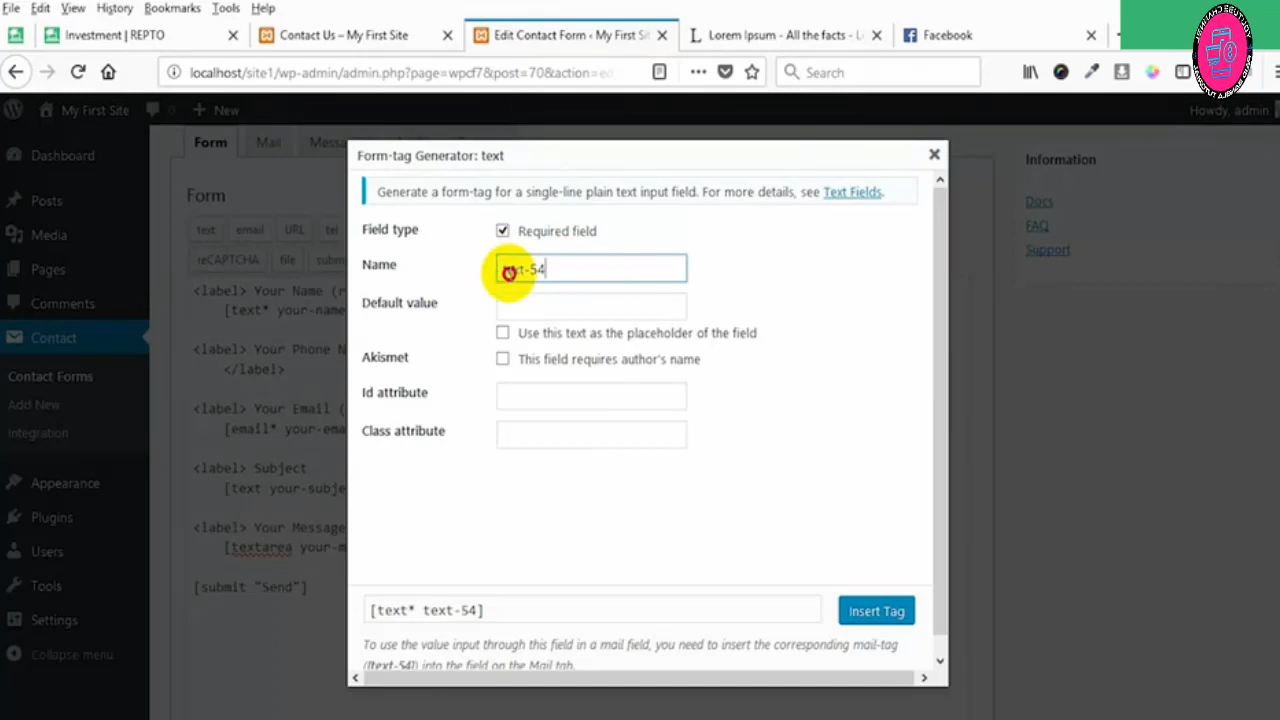 File Edit View History Bookmarks Tools Help
Investment | REPTO
Contact Us – My First Site
Edit Contact Form ‹ My First Si
Lorem Ipsum - All the facts - L
Facebook
localhost/site1/wp-admin/admin.php?page=wpcf7&post=70&action=ed
Search
My First Site 0 New
Howdy, admin
Dashboard
Posts
Media
Pages
Comments
Contact
Contact Forms
Add New
Integration
Appearance
Plugins
Users
Tools
Settings
Collapse menu
Form Mail Messa
Form
text email URL tel
reCAPTCHA file subm
<label> Your Name (r
[text* your-name
<label> Your Phone N
</label>
<label> Your Email (
[email* your-ema
<label> Subject
[text your-subje
<label> Your Message
[textarea your-m
[submit "Send"]
Form-tag Generator: text
Generate a form-tag for a single-line plain text input field. For more details, see Text Fields.
Field type Required field
Name text-54
Default value
Use this text as the placeholder of the field
Akismet This field requires author's name
Id attribute
Class attribute
[text* text-54]
Insert Tag
To use the value input through this field in a mail field, you need to insert the corresponding mail-tag
([text-54]) into the field on the Mail tab.
Information
Docs
FAQ
Support